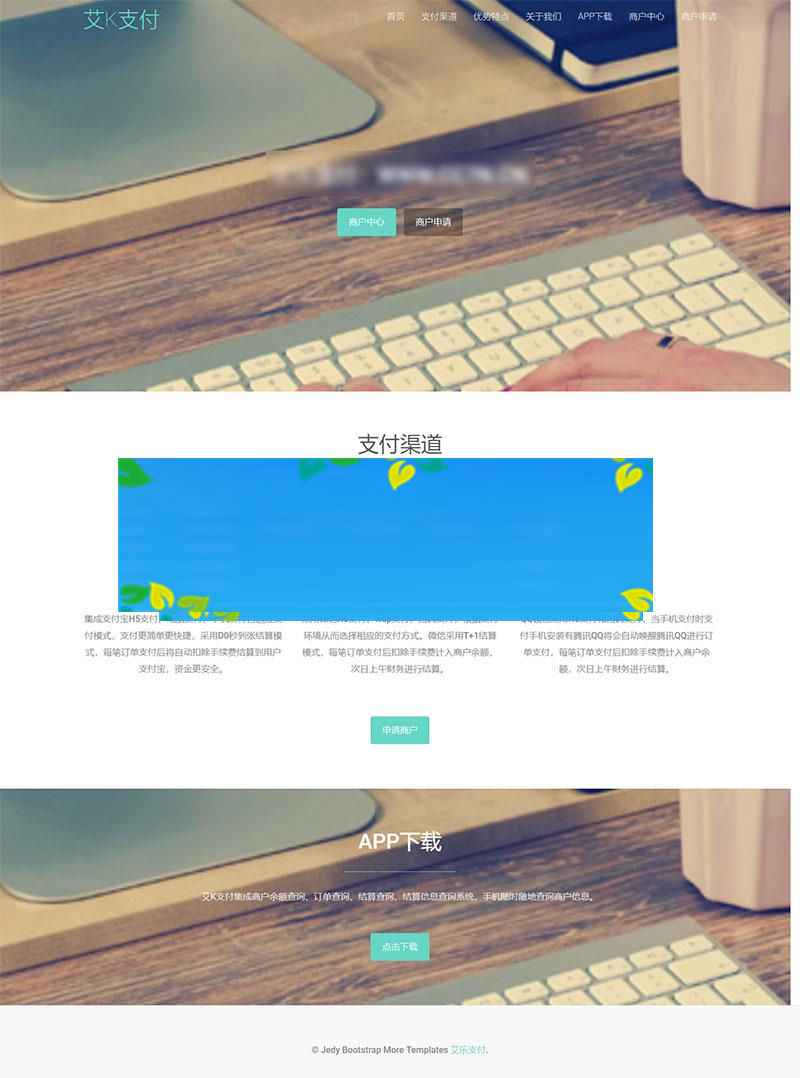 艾K支付
首页 支付渠道 优势特点 关于我们 APP下载 商户中心 商户申请
商户中心 商户申请
支付渠道
集成支付宝H5支付
付模式，支付更简单更快捷，采用D0秒到张结算模
式，每笔订单支付后将自动扣除手续费结算到用户
支付宝，资金更安全。
环境从而选择相应的支付方式。微信采用T+1结算
模式，每笔订单支付后扣除手续费计入商户余额，
次日上午财务进行结算。
，当手机支付时支
付手机安装有腾讯QQ将会自动唤醒腾讯QQ进行订
单支付，每笔订单支付后扣除手续费计入商户余
额，次日上午财务进行结算。
申请商户
APP下载
艾K支付集成商户余额查询、订单查询、结算查询、结算信息查询系统，手机随时随地查询商户信息。
点击下载
© Jedy Bootstrap More Templates 艾乐支付.